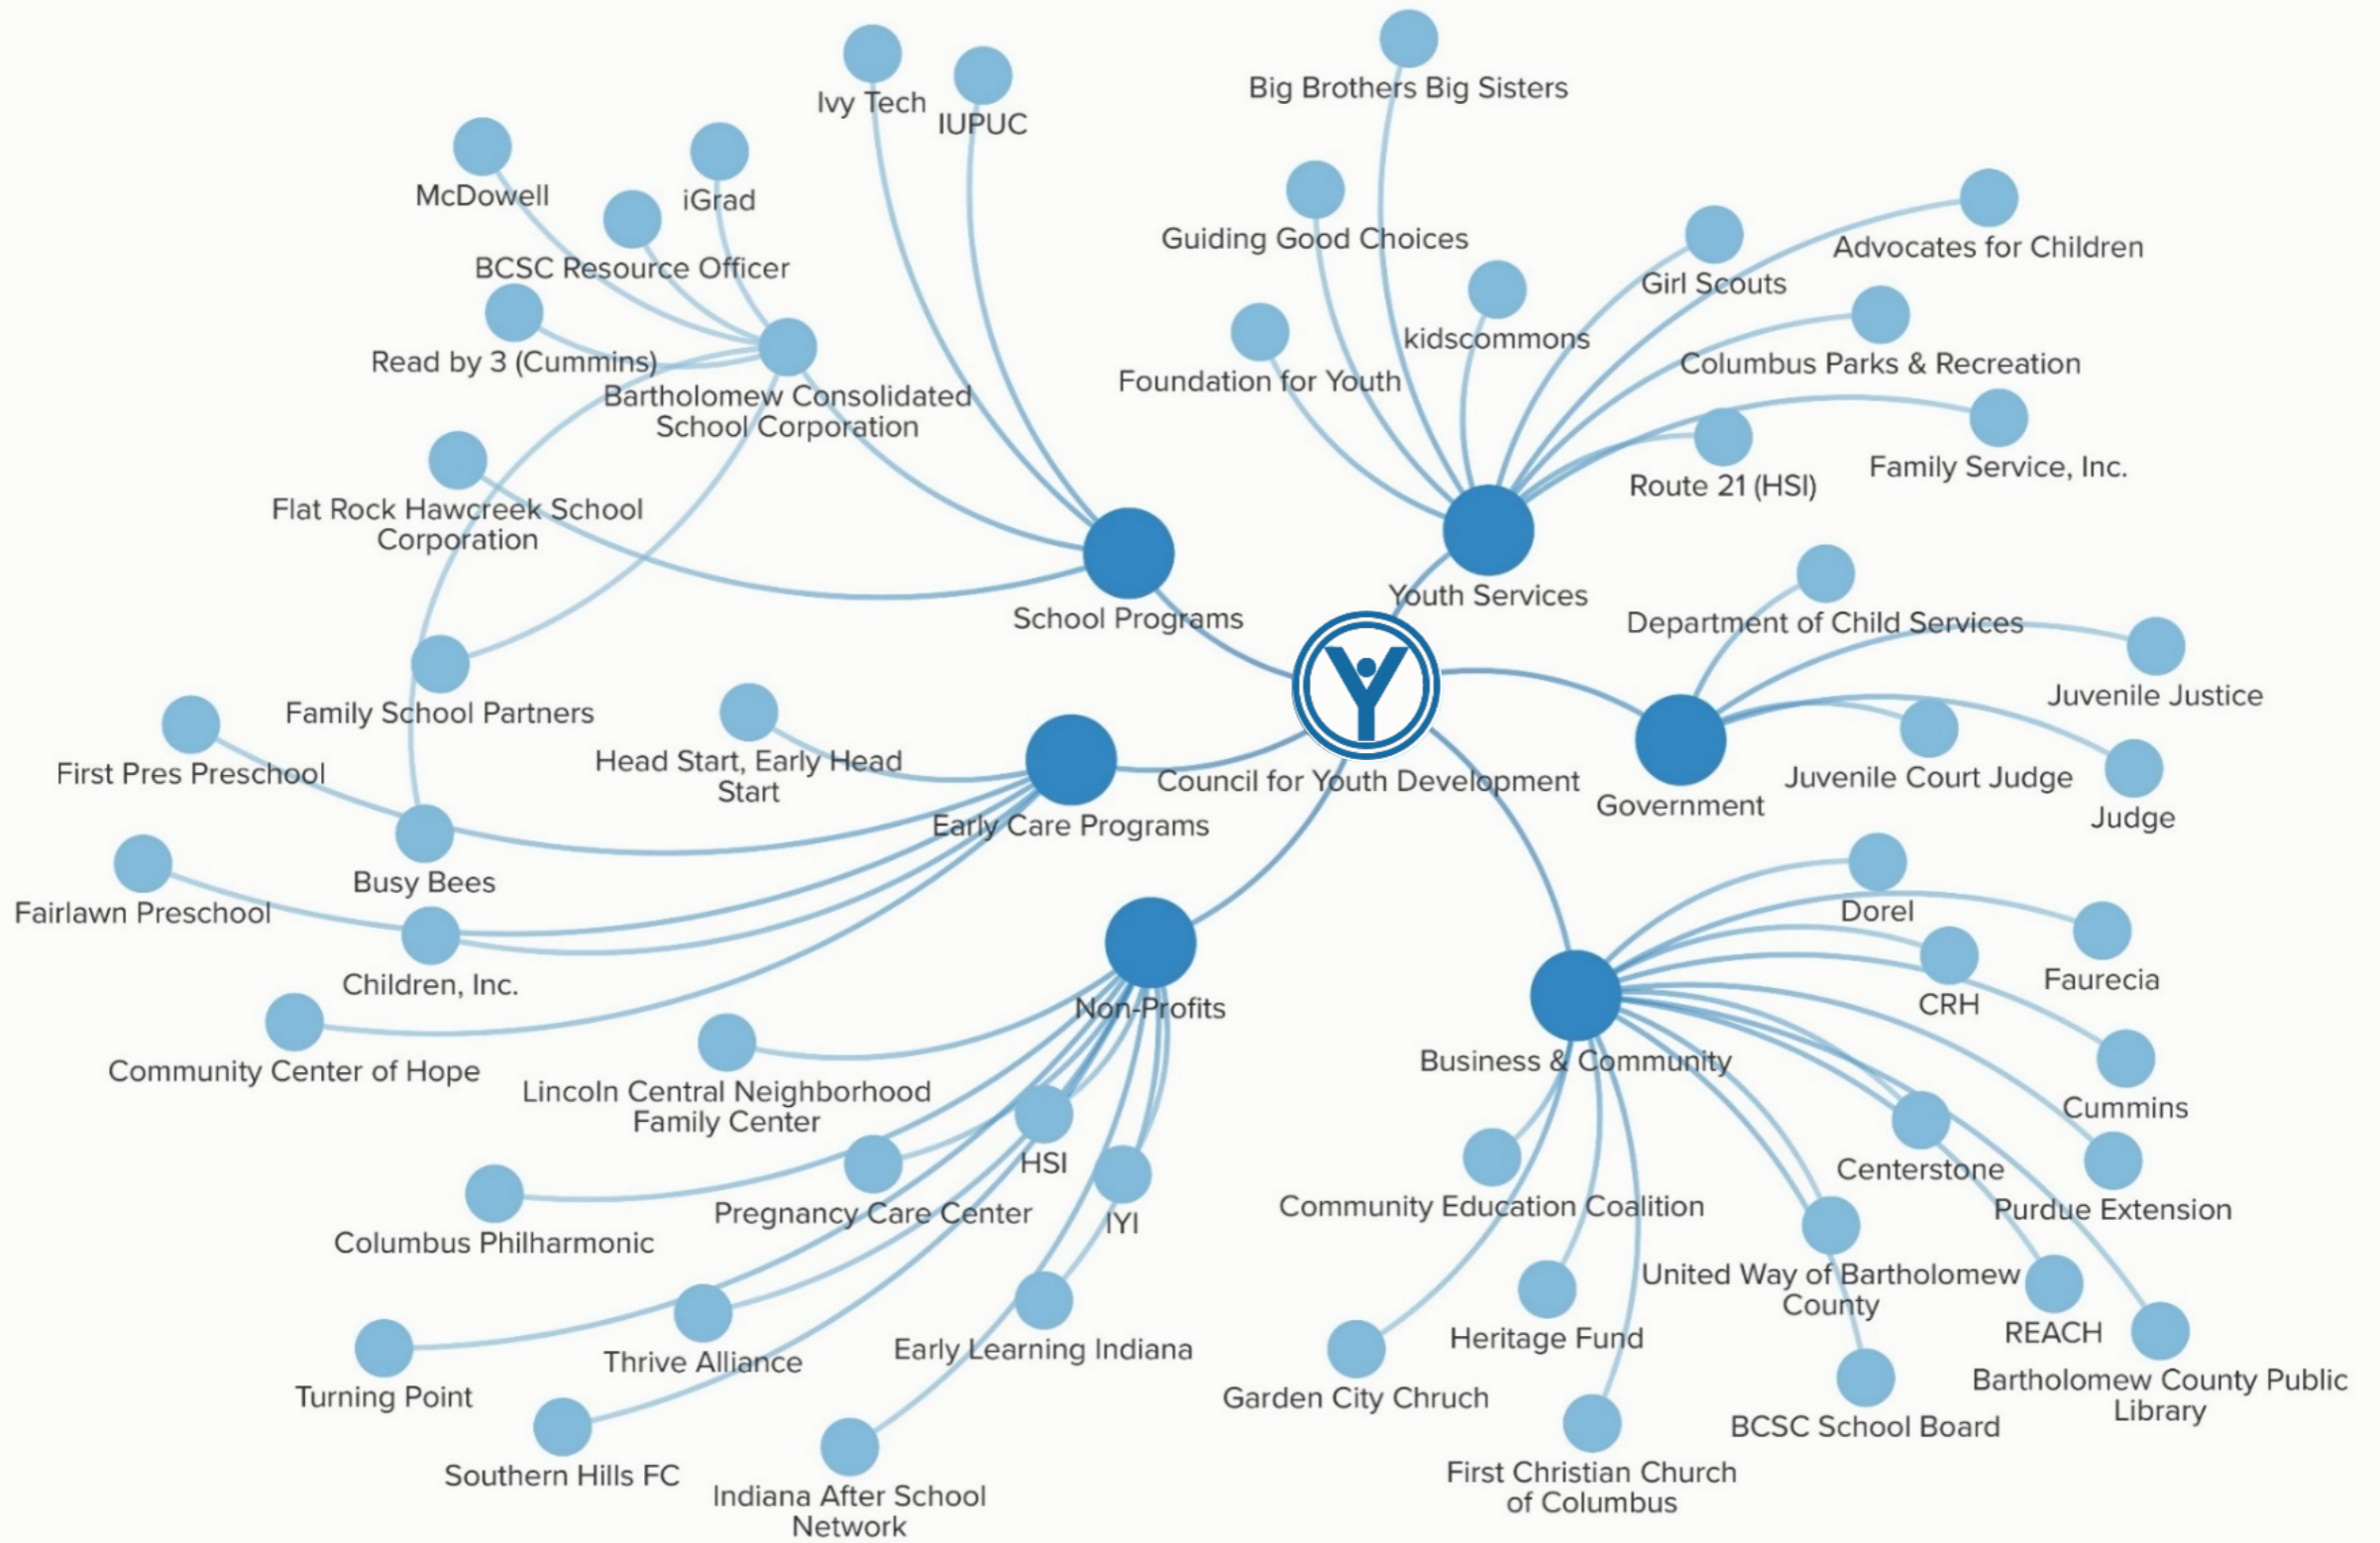 Big Brothers Big Sisters
Ivy Tech
IUPUC
McDowell
iGrad
BCSC Resource Officer
Guiding Good Choices
Advocates for Children
Girl Scouts
kidscommons
Read by 3 (Cummins)
Foundation for Youth
Columbus Parks & Recreation
Bartholomew Consolidated
School Corporation
Family Service, Inc.
Route 21 (HSI)
Flat Rock Hawcreek School
Corporation
Youth Services
School Programs
Department of Child Services
Juvenile Justice
Family School Partners
First Pres Preschool
Head Start, Early Head
Start
Y
Council for Youth Development
Juvenile Court Judge
Government
Judge
Early Care Programs
Busy Bees
Fairlawn Preschool
Dorel
Children, Inc.
Faurecia
CRH
Non-Profits
Community Center of Hope
Business & Community
Lincoln Central Neighborhood
Family Center
Cummins
HSI
Centerstone
Pregnancy Care Center
IYI
Community Education Coalition
Purdue Extension
Columbus Philharmonic
United Way of Bartholomew
County
Early Learning Indiana
Heritage Fund
REACH
Thrive Alliance
Turning Point
Garden City Chruch
Bartholomew County Public
Library
BCSC School Board
Southern Hills FC
First Christian Church
of Columbus
Indiana After School
Network